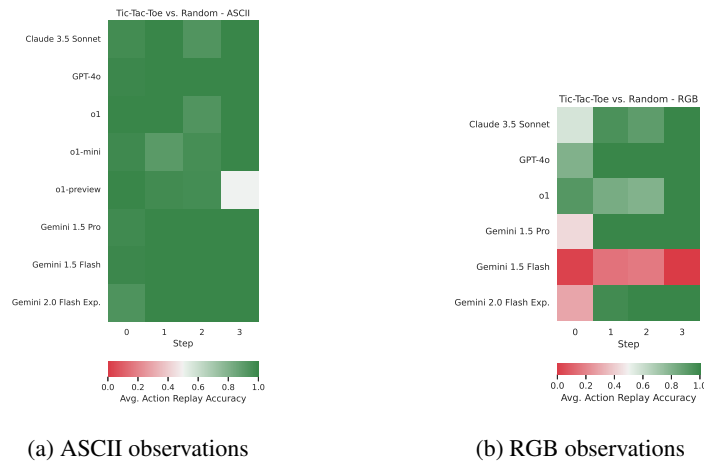 Tic-Tac-Toe vs. Random - ASCII
Claude 3.5 Sonnet
GPT-4o
o1
o1-mini
o1-preview
Gemini 1.5 Pro
Gemini 1.5 Flash
Gemini 2.0 Flash Exp.
0 1 2 3
Step
0.0 0.2 0.4 0.6 0.8 1.0
Avg. Action Replay Accuracy
(a) ASCII observations
Tic-Tac-Toe vs. Random - RGB
Claude 3.5 Sonnet
GPT-4o
o1
Gemini 1.5 Pro
Gemini 1.5 Flash
Gemini 2.0 Flash Exp.
0 1 2 3
Step
0.0 0.2 0.4 0.6 0.8 1.0
Avg. Action Replay Accuracy
(b) RGB observations